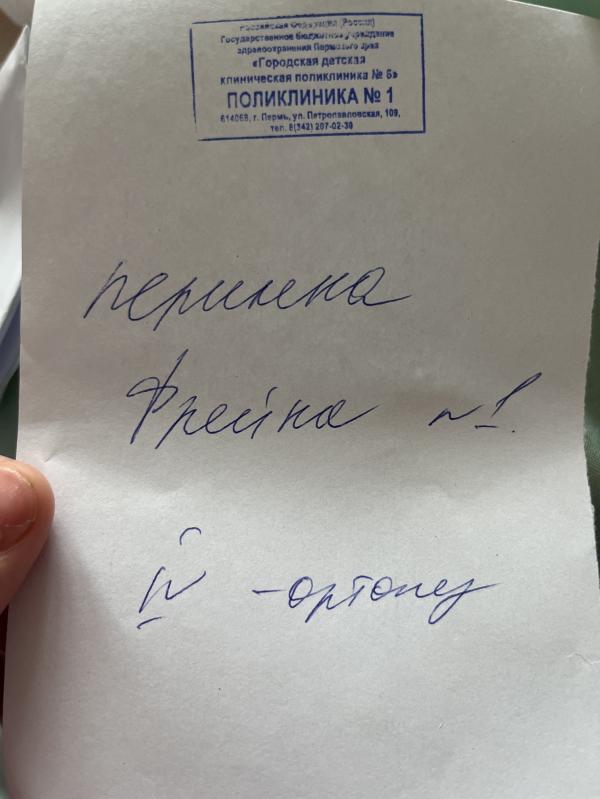 Российская Федерация (Россия)
Государственное бюджетное учреждение
здравоохранения Пермского края
«Городская детская
клиническая поликлиника № 6»
ПОЛИКЛИНИКА № 1
614068, г. Пермь, ул. Петропавловская, 109,
тел. 8(342) 207-02-30
перинка
Фрейка №1.
IV -ортопед